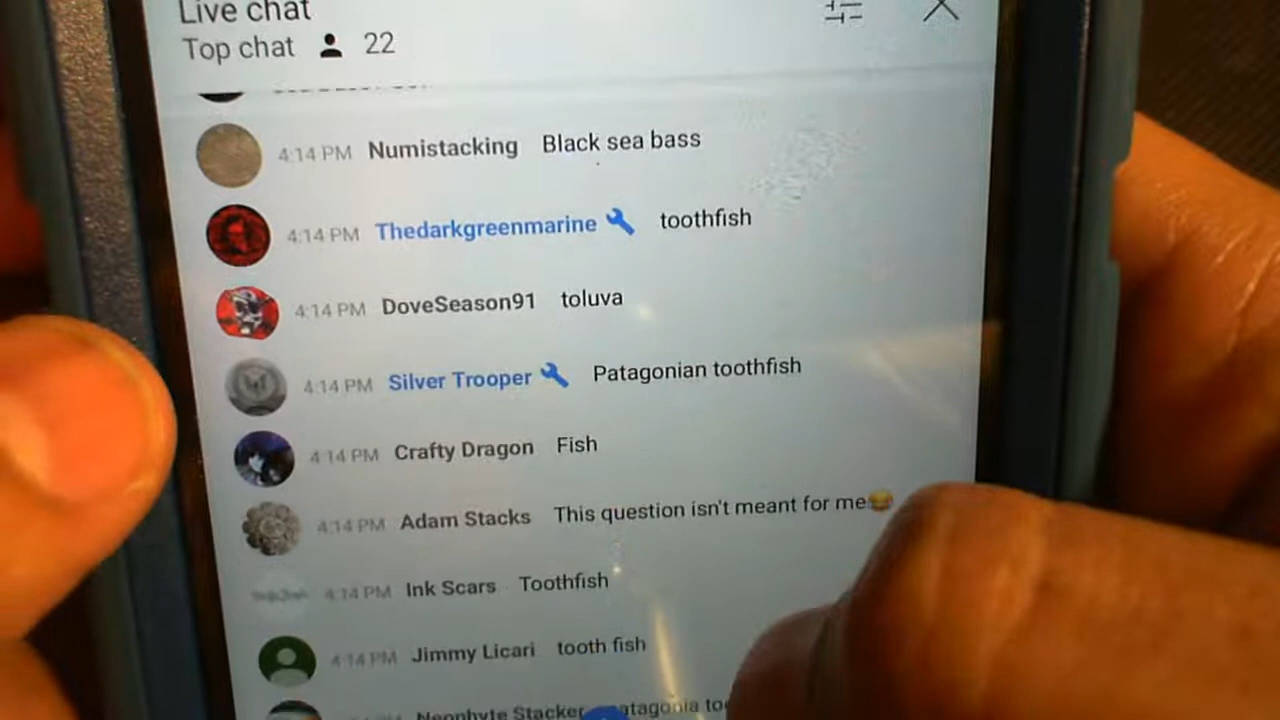 Live chat
Top chat 22
4:14 PM Numistacking Black sea bass
4:14 PM Thedarkgreenmarine toothfish
4:14 PM DoveSeason91 toluva
4:14 PM Silver Trooper Patagonian toothfish
4:14 PM Crafty Dragon Fish
4:14 PM Adam Stacks This question isn't meant for me😂
4:14 PM Ink Scars Toothfish
4:14 PM Jimmy Licari tooth fish
Neophyte Stacker